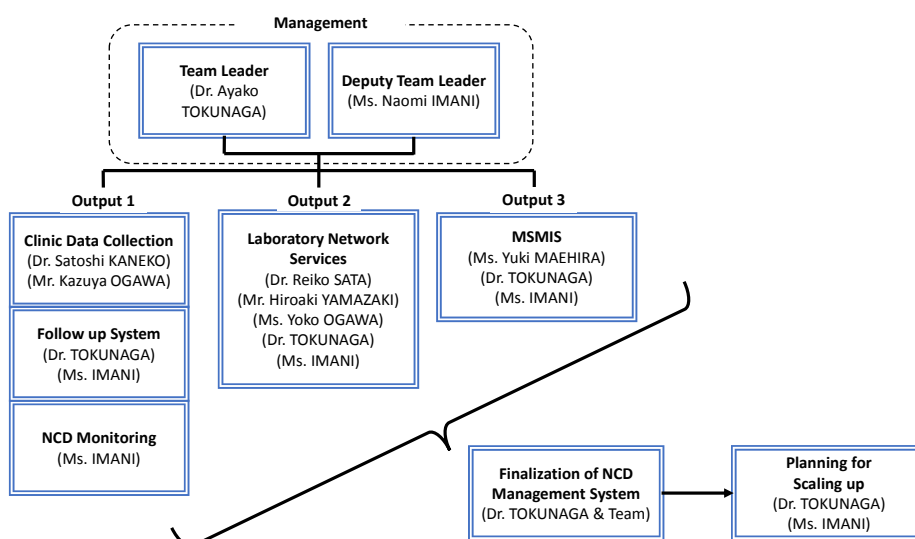 Management
Team Leader
(Dr. Ayako
TOKUNAGA)
Deputy Team Leader
(Ms. Naomi IMANI)
Output 1
Clinic Data Collection
(Dr. Satoshi KANEKO)
(Mr. Kazuya OGAWA)
Follow up System
(Dr. TOKUNAGA)
(Ms. IMANI)
NCD Monitoring
(Ms. IMANI)
Output 2
Laboratory Network
Services
(Dr. Reiko SATA)
(Mr. Hiroaki YAMAZAKI)
(Ms. Yoko OGAWA)
(Dr. TOKUNAGA)
(Ms. IMANI)
Output 3
MSMIS
(Ms. Yuki MAEHIRA)
(Dr. TOKUNAGA)
(Ms. IMANI)
Finalization of NCD
Management System
(Dr. TOKUNAGA & Team)
Planning for
Scaling up
(Dr. TOKUNAGA)
(Ms. IMANI)